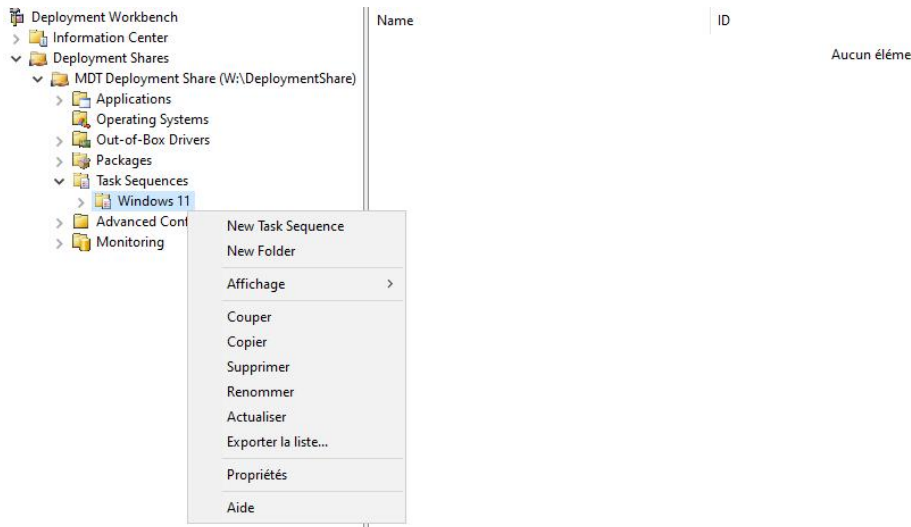 Deployment Workbench
Information Center
Deployment Shares
MDT Deployment Share (W:\DeploymentShare)
Applications
Operating Systems
Out-of-Box Drivers
Packages
Task Sequences
Windows 11
Advanced Conf
Monitoring
Name ID
Aucun éléme
New Task Sequence
New Folder
Affichage
Couper
Copier
Supprimer
Renommer
Actualiser
Exporter la liste...
Propriétés
Aide